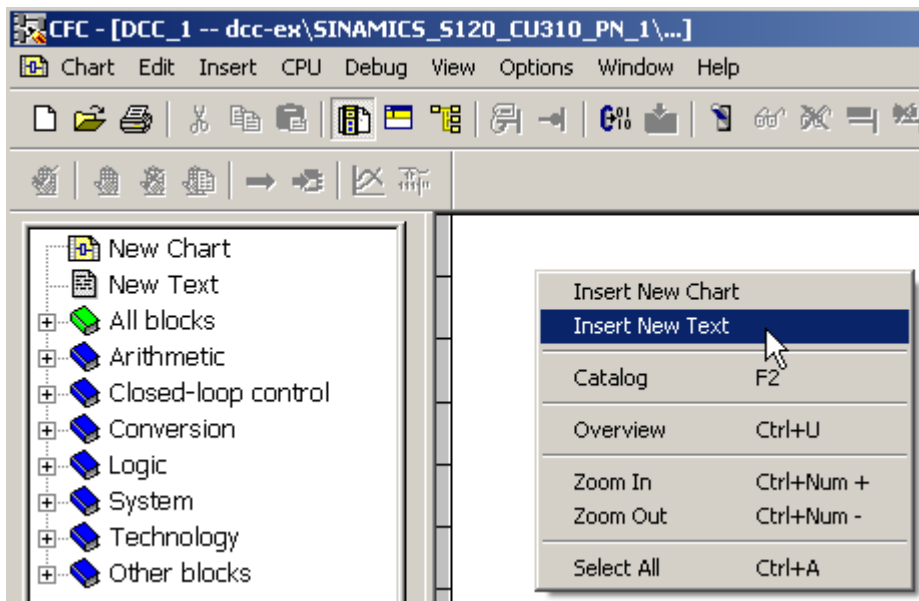 CFC - [DCC_1 -- dcc-ex\SINAMICS_S120_CU310_PN_1\...]
Chart Edit Insert CPU Debug View Options Window Help
New Chart
New Text
All blocks
Arithmetic
Closed-loop control
Conversion
Logic
System
Technology
Other blocks
Insert New Chart
Insert New Text
Catalog F2
Overview Ctrl+U
Zoom In Ctrl+Num +
Zoom Out Ctrl+Num -
Select All Ctrl+A